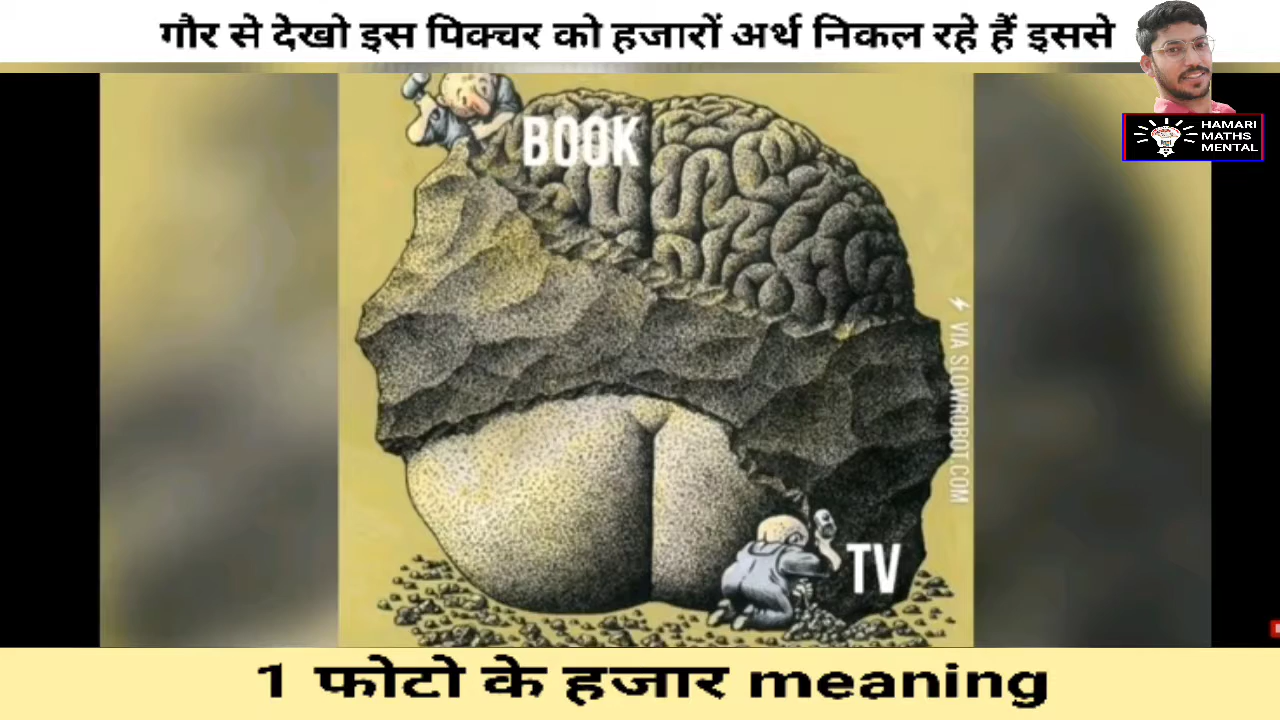 गौर से देखो इस पिक्चर को हजारों अर्थ निकल रहे हैं इससे
HAMARI
MATHS
MENTAL
BOOK
VIA SLOWROBOT.COM
TV
1 फोटो के हजार meaning